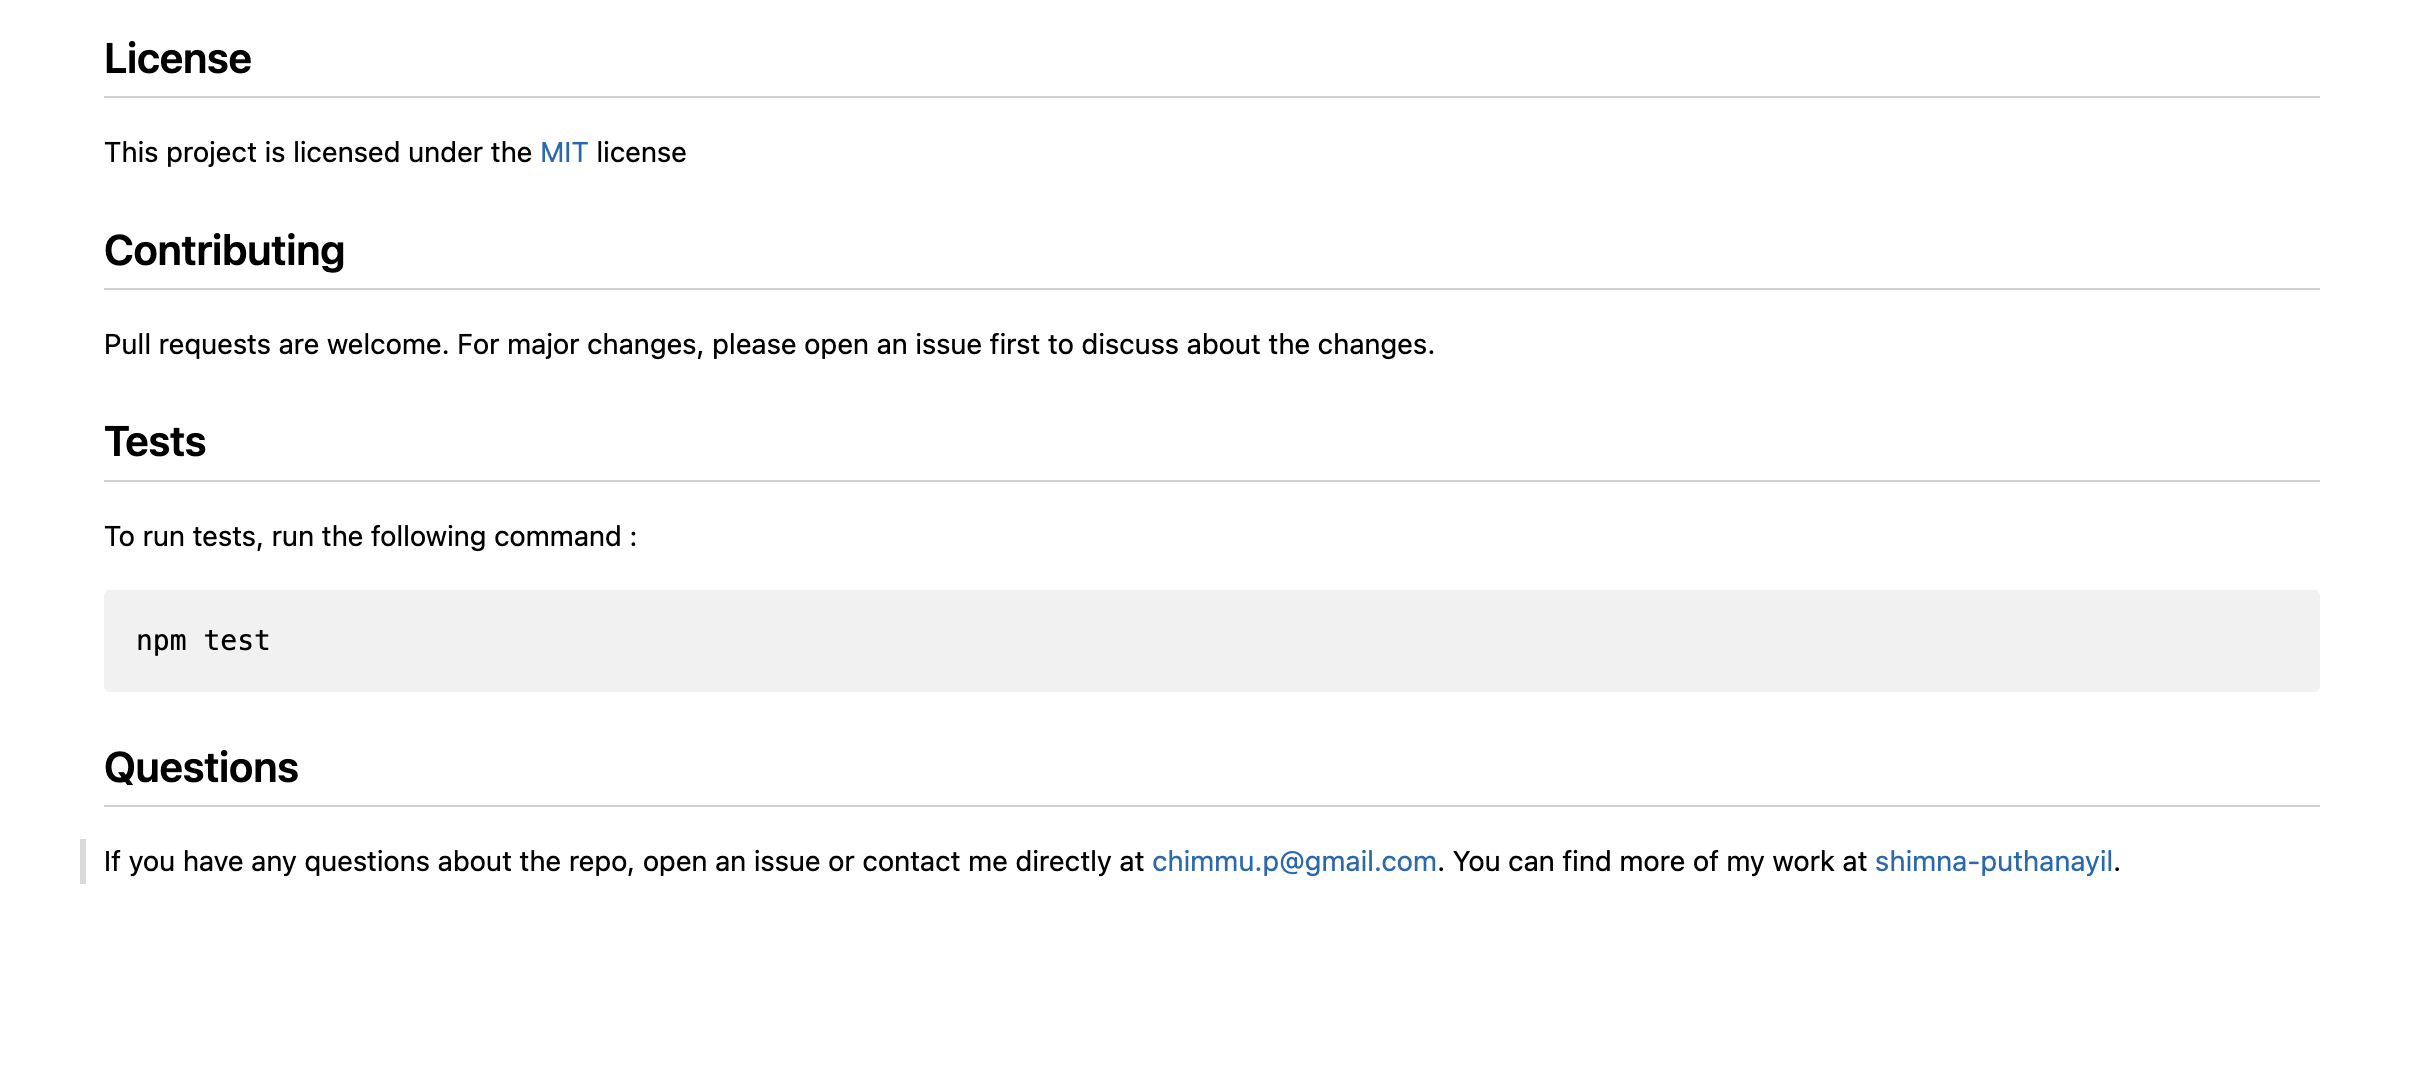 License
This project is licensed under the MIT license
Contributing
Pull requests are welcome. For major changes, please open an issue first to discuss about the changes.
Tests
To run tests, run the following command :
npm test
Questions
If you have any questions about the repo, open an issue or contact me directly at chimmu.p@gmail.com. You can find more of my work at shimna-puthanayil.